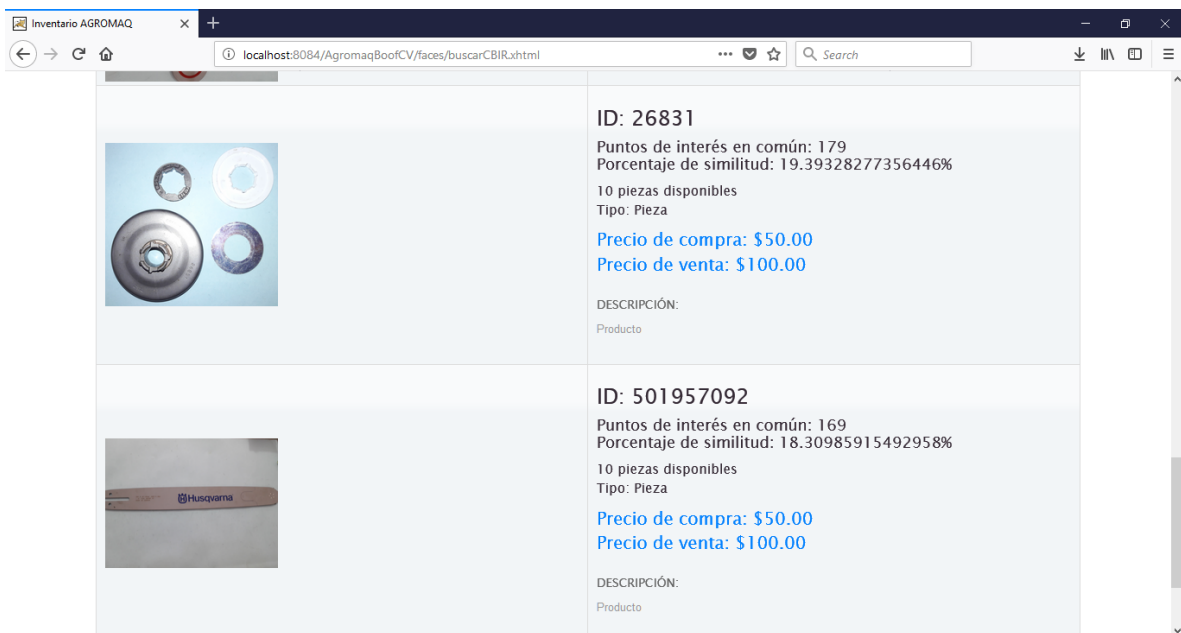 Inventario AGROMAQ
localhost:8084/AgromaqBoofCV/faces/buscarCBIR.xhtml
Search
ID: 26831
Puntos de interés en común: 179
Porcentaje de similitud: 19.39328277356446%
10 piezas disponibles
Tipo: Pieza
Precio de compra: $50.00
Precio de venta: $100.00
DESCRIPCIÓN:
Producto
ID: 501957092
Puntos de interés en común: 169
Porcentaje de similitud: 18.30985915492958%
10 piezas disponibles
Tipo: Pieza
Husqvarna
Precio de compra: $50.00
Precio de venta: $100.00
DESCRIPCIÓN:
Producto